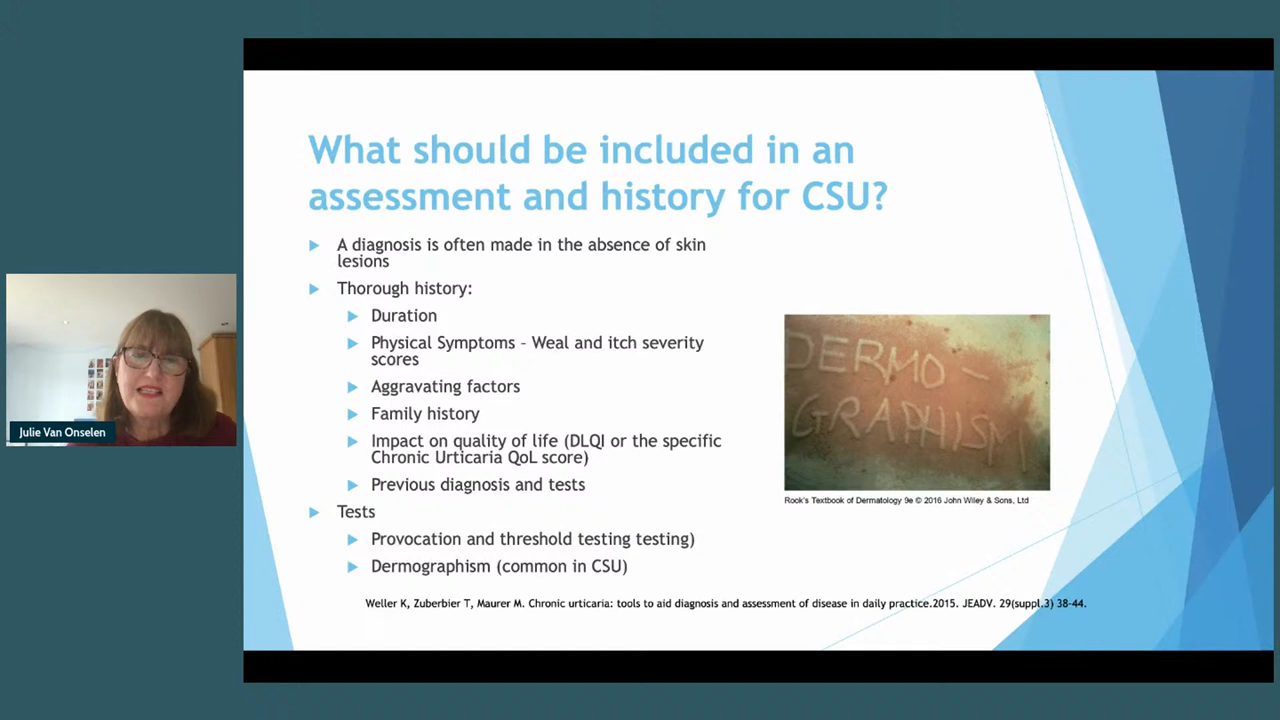 What should be included in an
assessment and history for CSU?
A diagnosis is often made in the absence of skin
lesions
Thorough history:
Duration
Physical Symptoms – Weal and itch severity
scores
Aggravating factors
Family history
Impact on quality of life (DLQI or the specific
Chronic Urticaria QoL score)
Previous diagnosis and tests
Tests
Provocation and threshold testing testing)
Dermographism (common in CSU)
DERMO –
GRAPHISM
Rook's Textbook of Dermatology 9e © 2016 John Wiley & Sons, Ltd
Weller K, Zuberbier T, Maurer M. Chronic urticaria: tools to aid diagnosis and assessment of disease in daily practice.2015. JEADV. 29(suppl.3) 38-44.
Julie Van Onselen